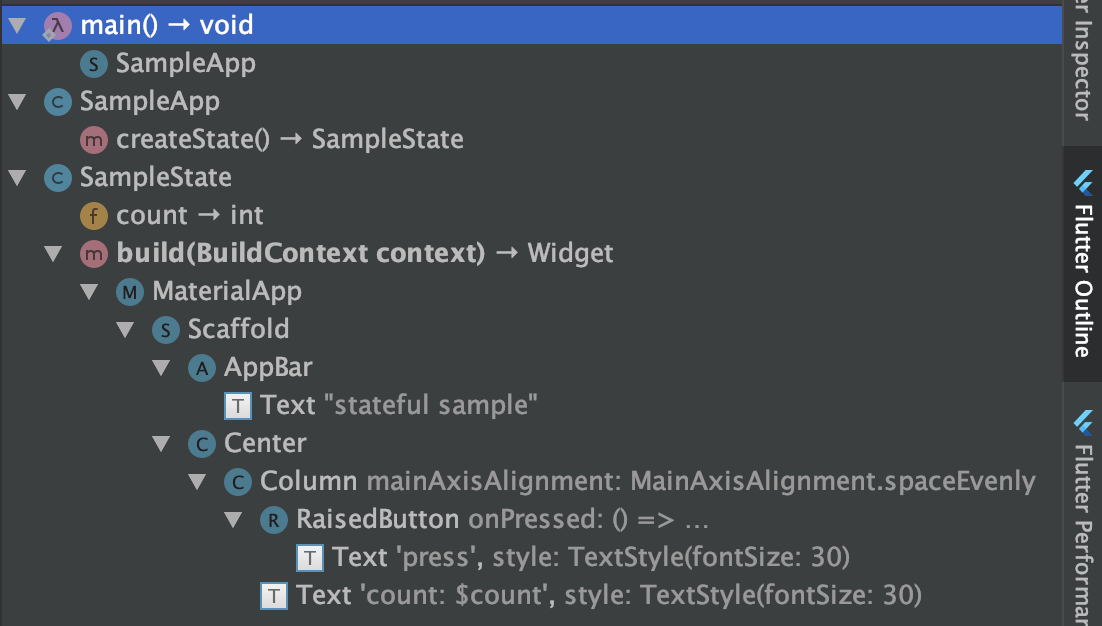 main() → void
S SampleApp
C SampleApp
m createState() → SampleState
C SampleState
f count → int
m build(BuildContext context) → Widget
M MaterialApp
S Scaffold
A AppBar
T Text "stateful sample"
C Center
C Column mainAxisAlignment: MainAxisAlignment.spaceEvenly
R RaisedButton onPressed: () => ...
T Text 'press', style: TextStyle(fontSize: 30)
T Text 'count: $count', style: TextStyle(fontSize: 30)
Inspector
Flutter Outline
Flutter